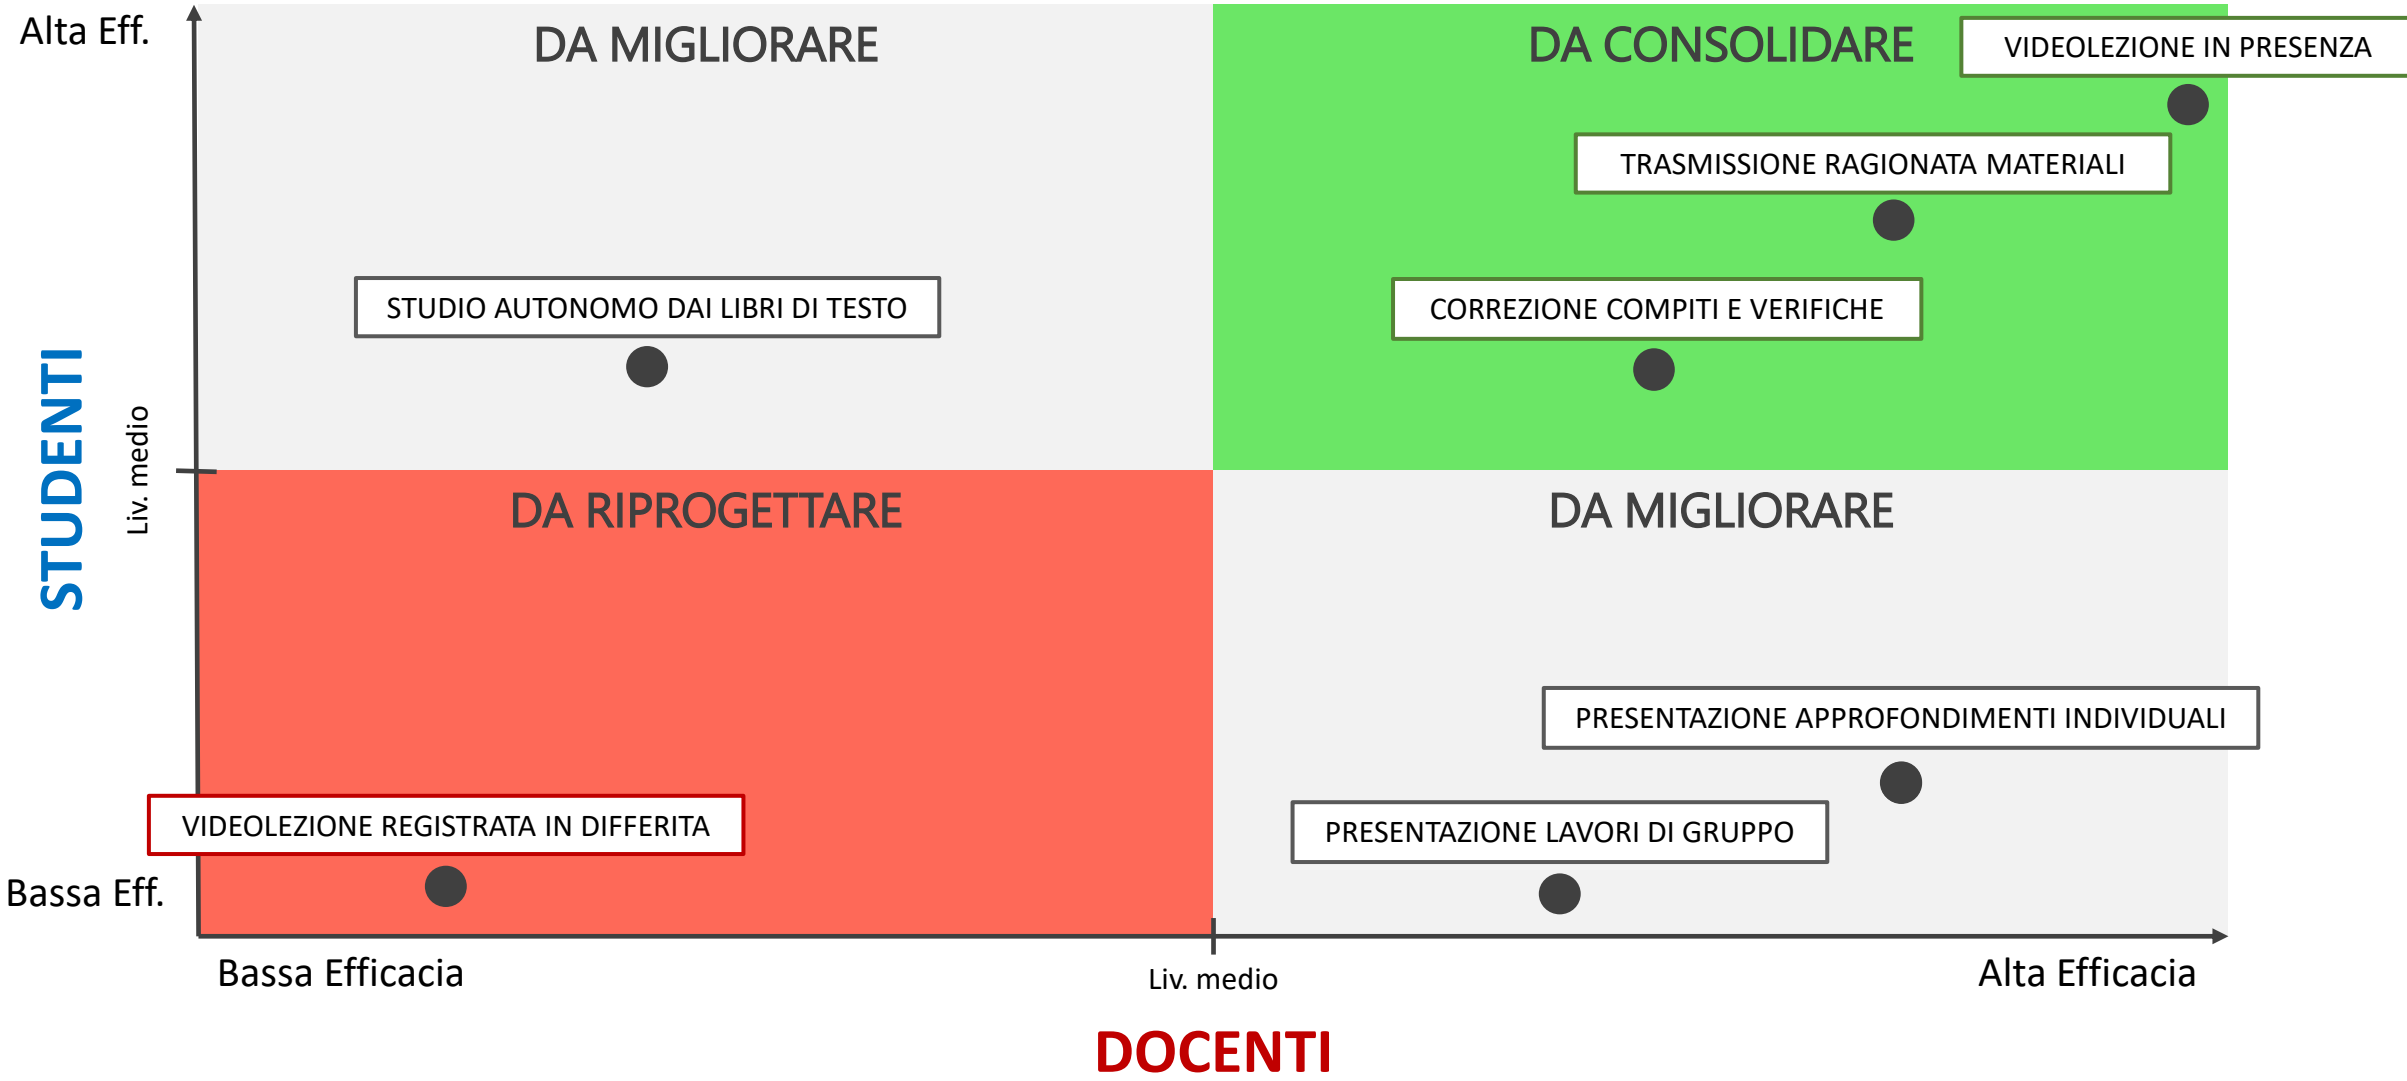 Alta Eff.
DA MIGLIORARE
DA CONSOLIDARE
VIDEOLEZIONE IN PRESENZA
TRASMISSIONE RAGIONATA MATERIALI
STUDIO AUTONOMO DAI LIBRI DI TESTO
CORREZIONE COMPITI E VERIFICHE
STUDENTI
Liv. medio
DA RIPROGETTARE
DA MIGLIORARE
PRESENTAZIONE APPROFONDIMENTI INDIVIDUALI
VIDEOLEZIONE REGISTRATA IN DIFFERITA
PRESENTAZIONE LAVORI DI GRUPPO
Bassa Eff.
Bassa Efficacia
Liv. medio
Alta Efficacia
DOCENTI